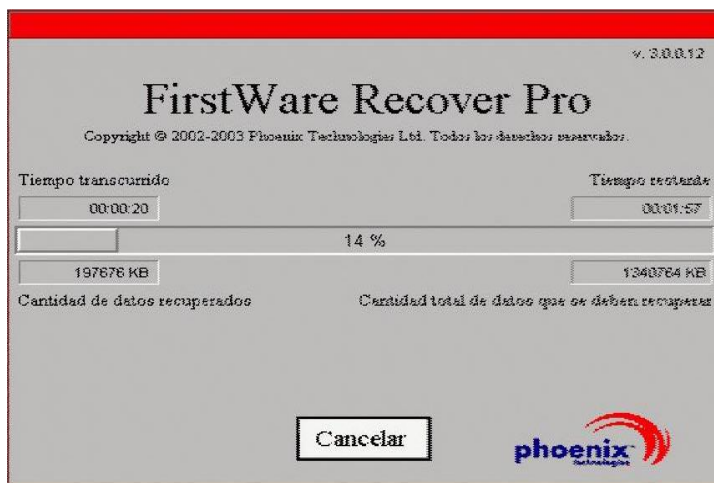 v. 3.0.0.12
FirstWare Recover Pro
Copyright © 2002-2003 Phoenix Technologies Ltd. Todos los derechos reservados.
Tiempo transcurrido Tiempo restante
00:00:20 00:01:57
14 %
197676 KB 1340764 KB
Cantidad de datos recuperados Cantidad total de datos que se deben recuperar
Cancelar
phoenix
technologies